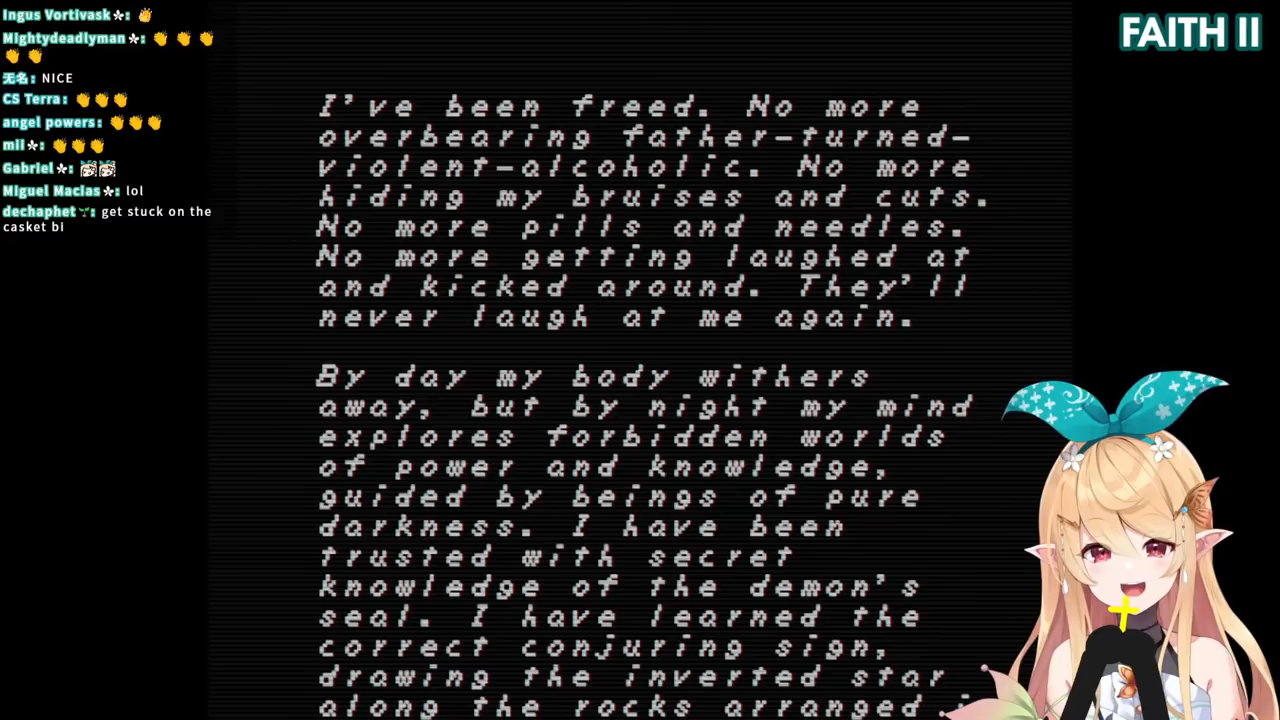 Ingus Vortivask: 
Mightydeadlyman: 
无名: NICE
CS Terra: 
angel powers: 
mii: 
Gabriel: 
Miguel Macias: lol
dechaphet: get stuck on the
casket bl
FAITH II
I've been freed. No more
overbearing father-turned-
violent-alcoholic. No more
hiding my bruises and cuts.
No more pills and needles.
No more getting laughed at
and kicked around. They'll
never laugh at me again.
By day my body withers
away, but by night my mind
explores forbidden worlds
of power and knowledge,
guided by beings of pure
darkness. I have been
trusted with secret
knowledge of the demon's
seal. I have learned the
correct conjuring sign,
drawing the inverted star
along the rocks arranged